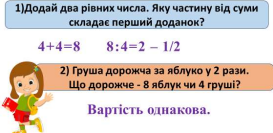 1)Додай два рівних числа. Яку частину від суми
складає перший доданок?
4+4=8 8:4=2 – 1/2
2) Груша дорожча за яблуко у 2 рази.
Що дорожче - 8 яблук чи 4 груші?
Вартість однакова.